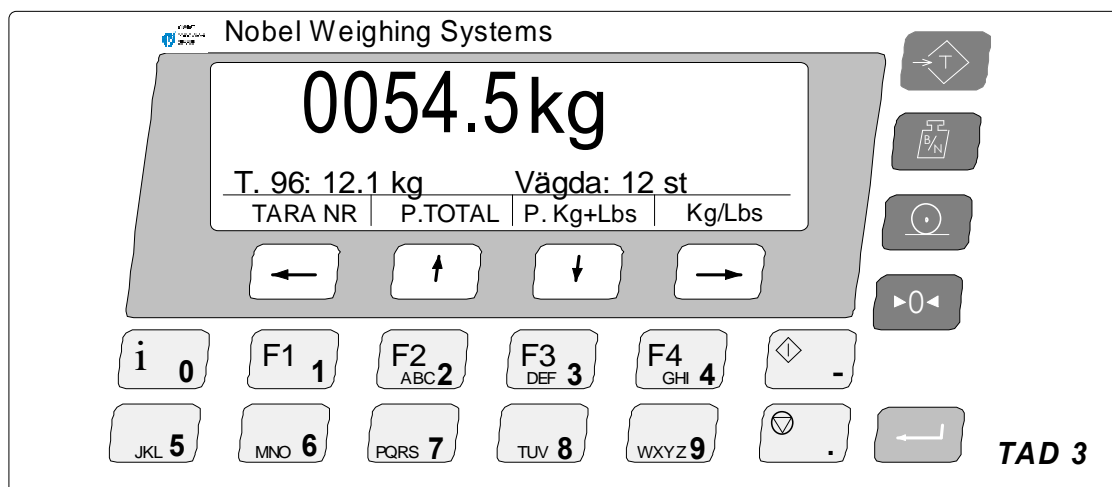 Nobel Weighing Systems
T
0054.5kg
B/N
T. 96: 12.1 kg Vägda: 12 st
TARA NR P.TOTAL P. Kg+Lbs Kg/Lbs
0
i 0 F1 1 F2 ABC 2 F3 DEF 3 F4 GHI 4 -
JKL 5 MNO 6 PQRS 7 TUV 8 WXYZ 9 .
TAD 3